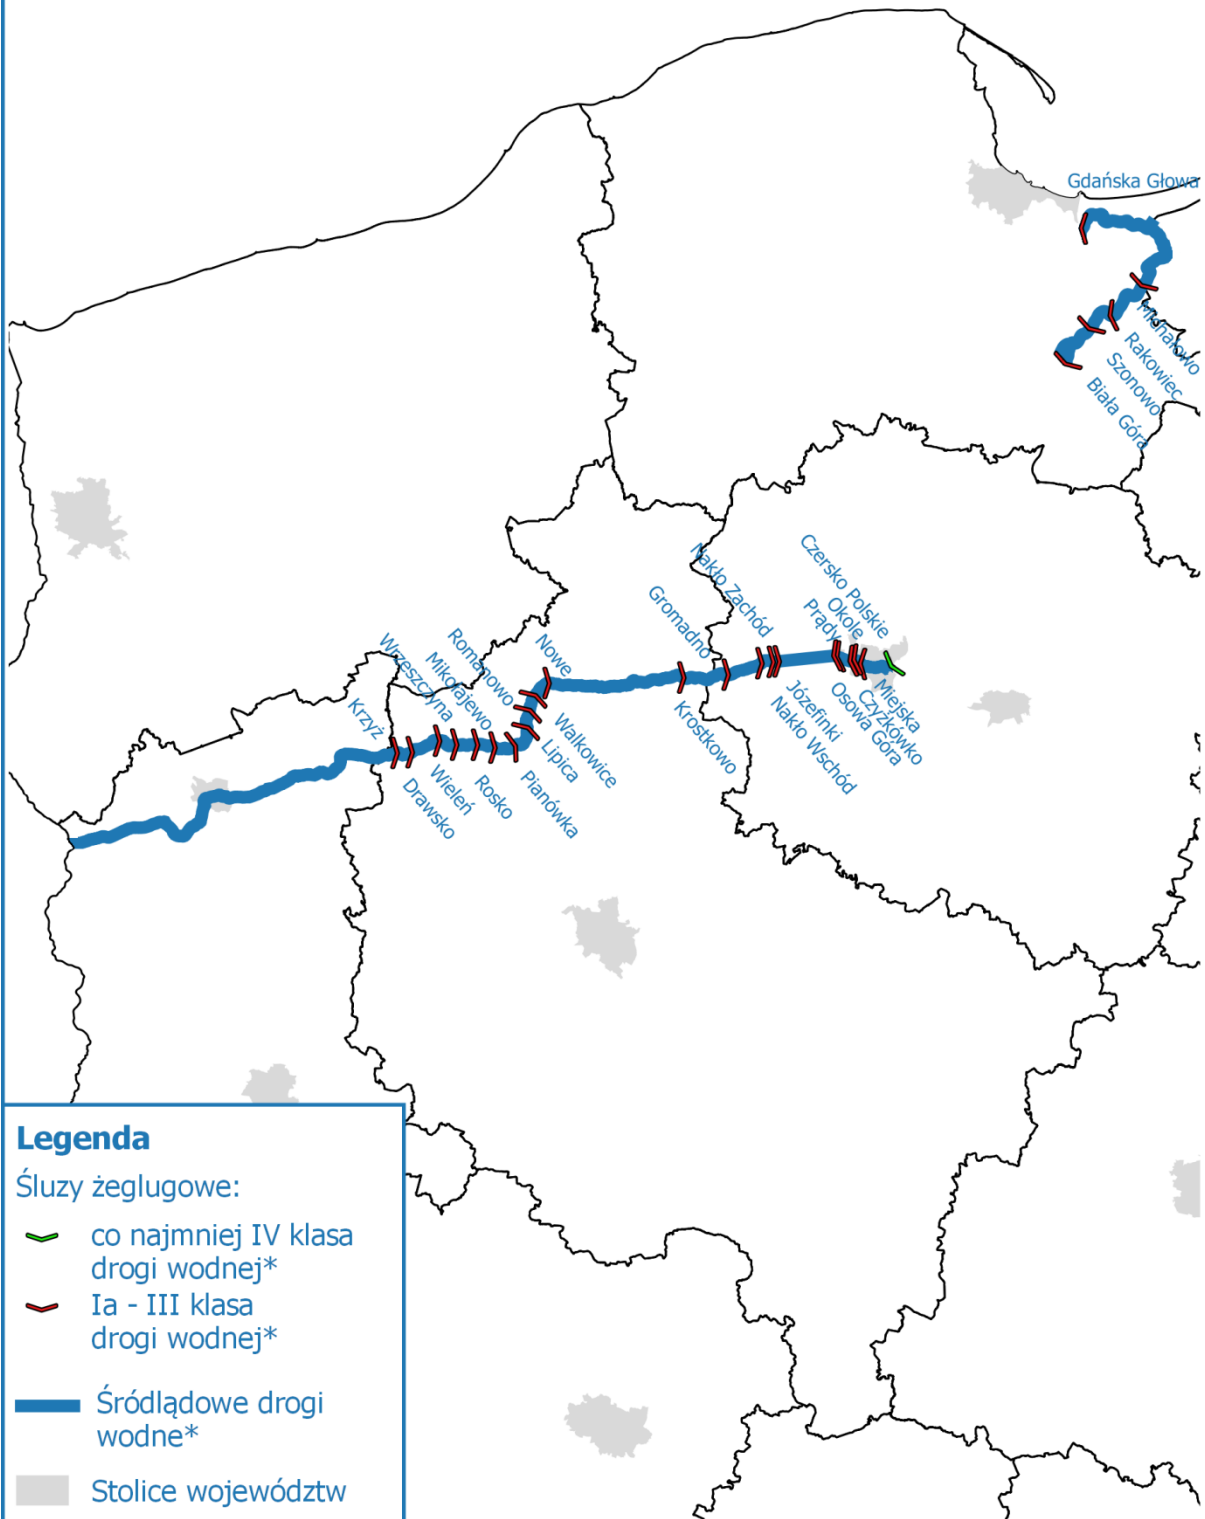 Gdańska Głowa
Michałowo
Rakowiec
Szonowo
Biała Góra
Czersko Polskie
Okole
Prądy
Nakło Zachód
Gromadno
Nowe
Romanowo
Mikołajewo
Wrzeszczyna
Krzyż
Miejska
Czyżkówko
Osowa Góra
Józefinki
Nakło Wschód
Krostkowo
Walkowice
Lipica
Pianówka
Rosko
Wieleń
Drawsko
Legenda
Śluzy żeglugowe:
co najmniej IV klasa
drogi wodnej*
Ia - III klasa
drogi wodnej*
Śródlądowe drogi
wodne*
Stolice województw